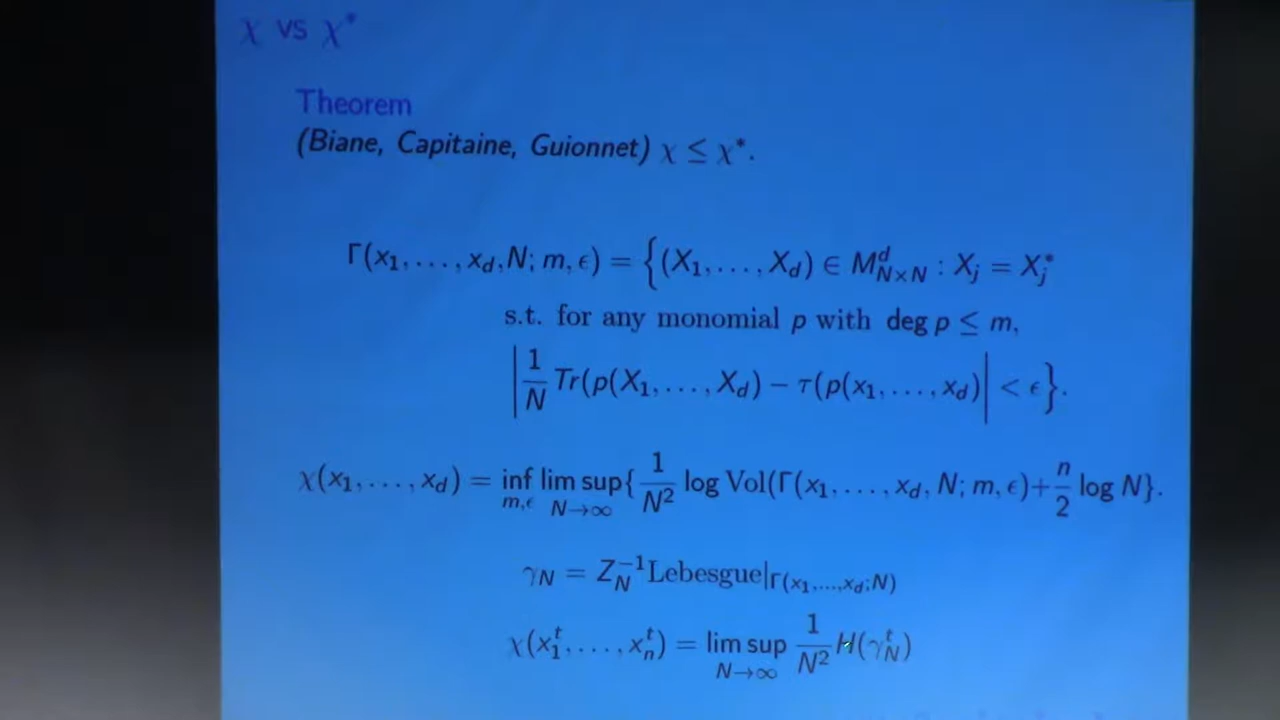 χ vs χ*
Theorem
(Biane, Capitaine, Guionnet) χ ≤ χ*.
Γ(x₁, . . . , x_d, N; m, ϵ) = {(X₁, . . . , X_d) ∈ M^d_{N×N} : X_j = X_j^*
s.t. for any monomial p with deg p ≤ m,
|1/N Tr(p(X₁, . . . , X_d) − τ(p(x₁, . . . , x_d)| < ϵ}.
χ(x₁, . . . , x_d) = inf_{m,ϵ} lim sup_{N→∞} {1/N² log Vol(Γ(x₁, . . . , x_d, N; m, ϵ)+n/2 log N}.
γ_N = Z_N^{−1}Lebesgue|_{Γ(x₁,...,x_d;N)}
χ(x₁^t, . . . , x_n^t) = lim sup_{N→∞} 1/N² H(γ_N^t)